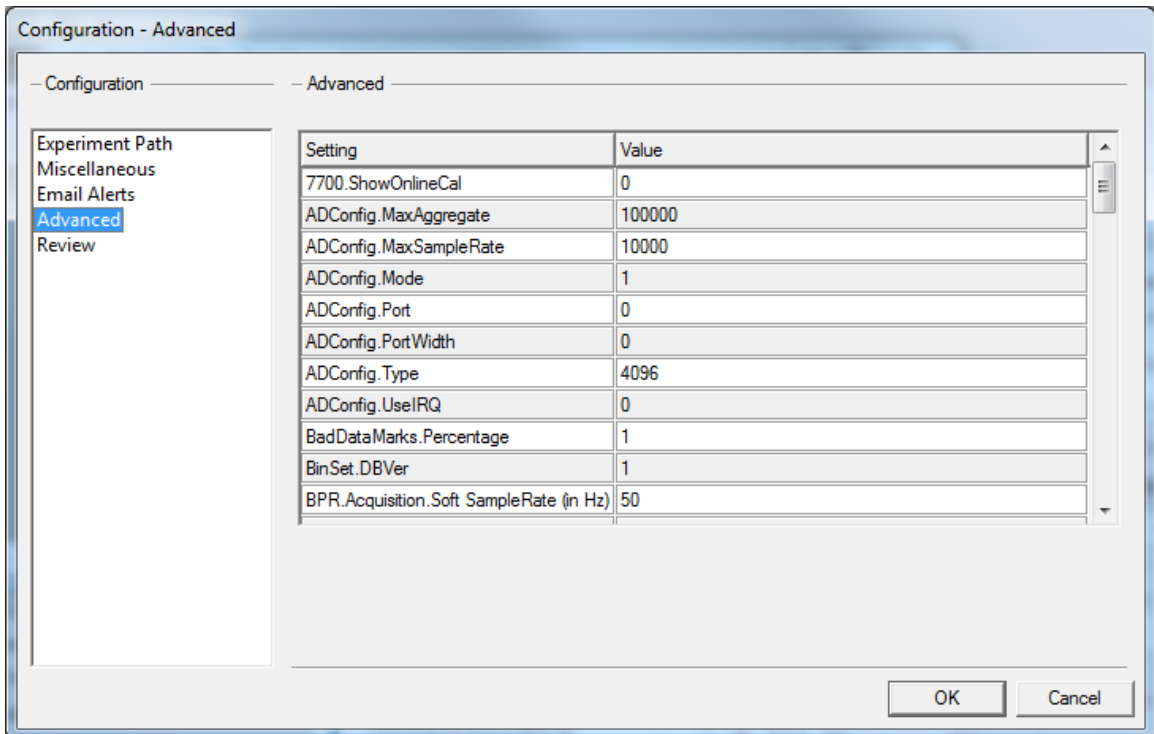 Configuration - Advanced
Configuration
Experiment Path
Miscellaneous
Email Alerts
Advanced
Review
Advanced
Setting Value
7700.ShowOnlineCal 0
ADConfig.MaxAggregate 100000
ADConfig.MaxSampleRate 10000
ADConfig.Mode 1
ADConfig.Port 0
ADConfig.PortWidth 0
ADConfig.Type 4096
ADConfig.UseIRQ 0
BadDataMarks.Percentage 1
BinSet.DBVer 1
BPR.Acquisition.Soft SampleRate (in Hz) 50
OK Cancel